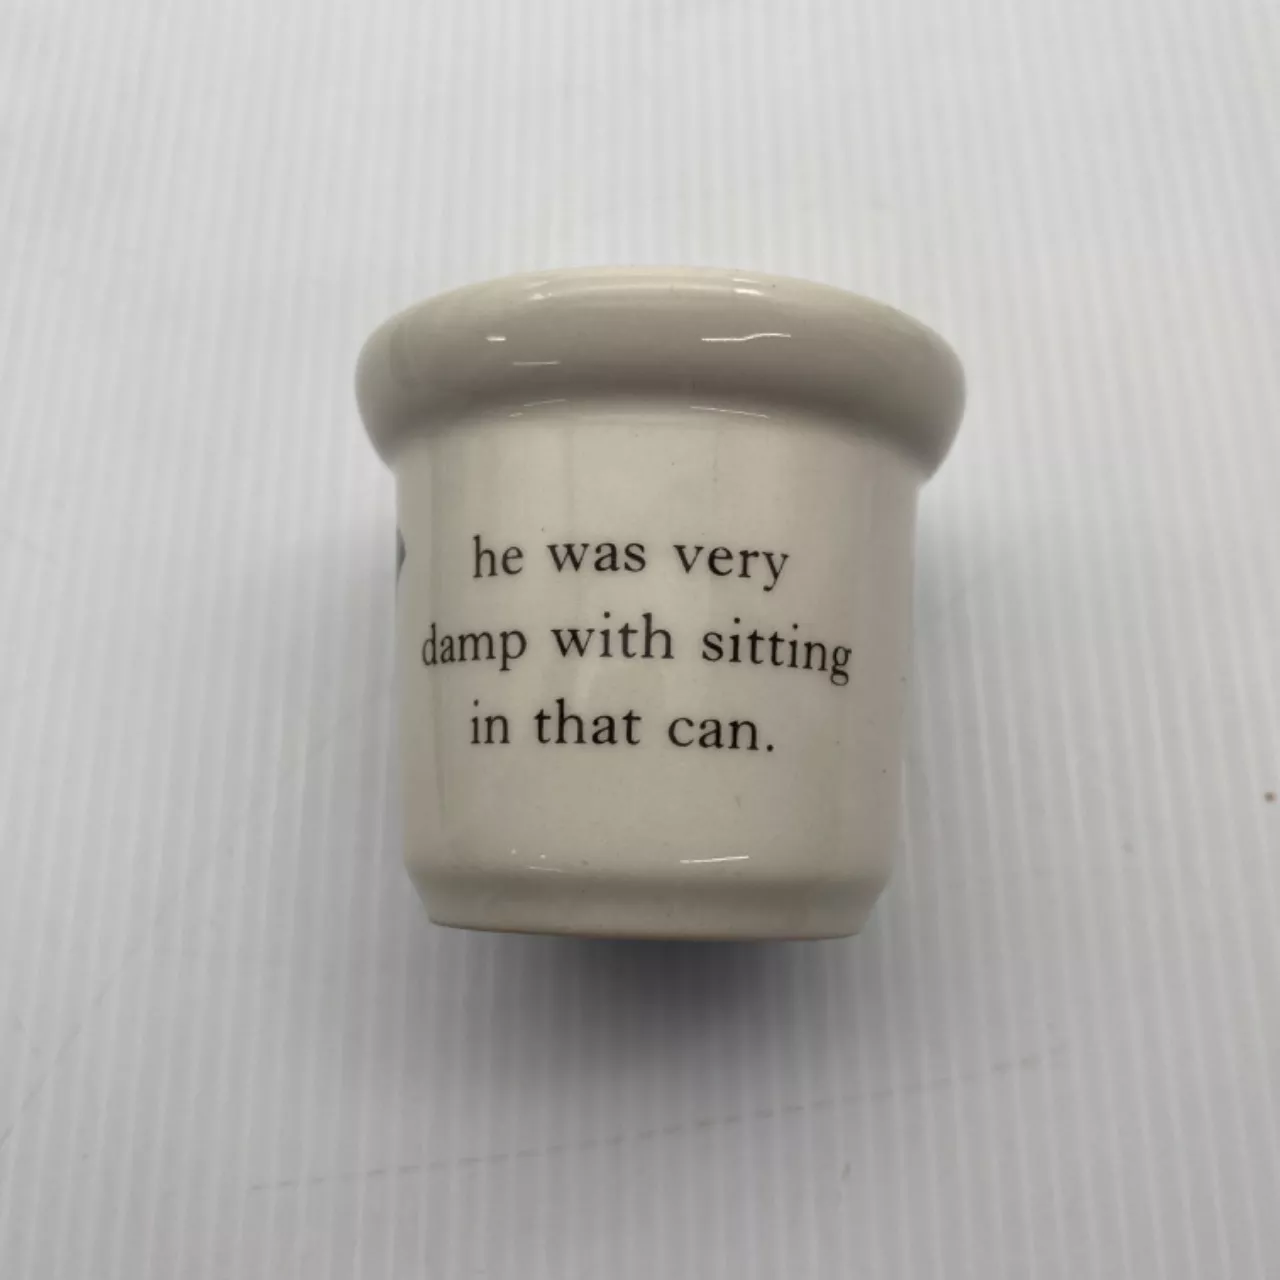 he was very
damp with sitting
in that can.